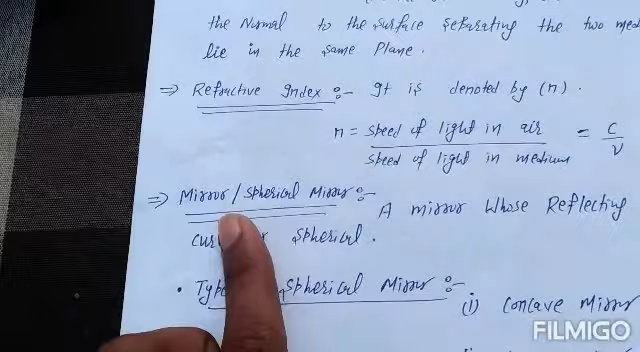 the Normal to the surface separating the two
lie in the same Plane.
⇒ Refractive Index :- It is denoted by (n).
n = speed of light in air / speed of light in medium = C / v
⇒ Mirror / Spherical Mirror :- A mirror whose Reflecting
Spherical.
• Spherical Mirror :-
(i) Concave Mirror
FILMIGO